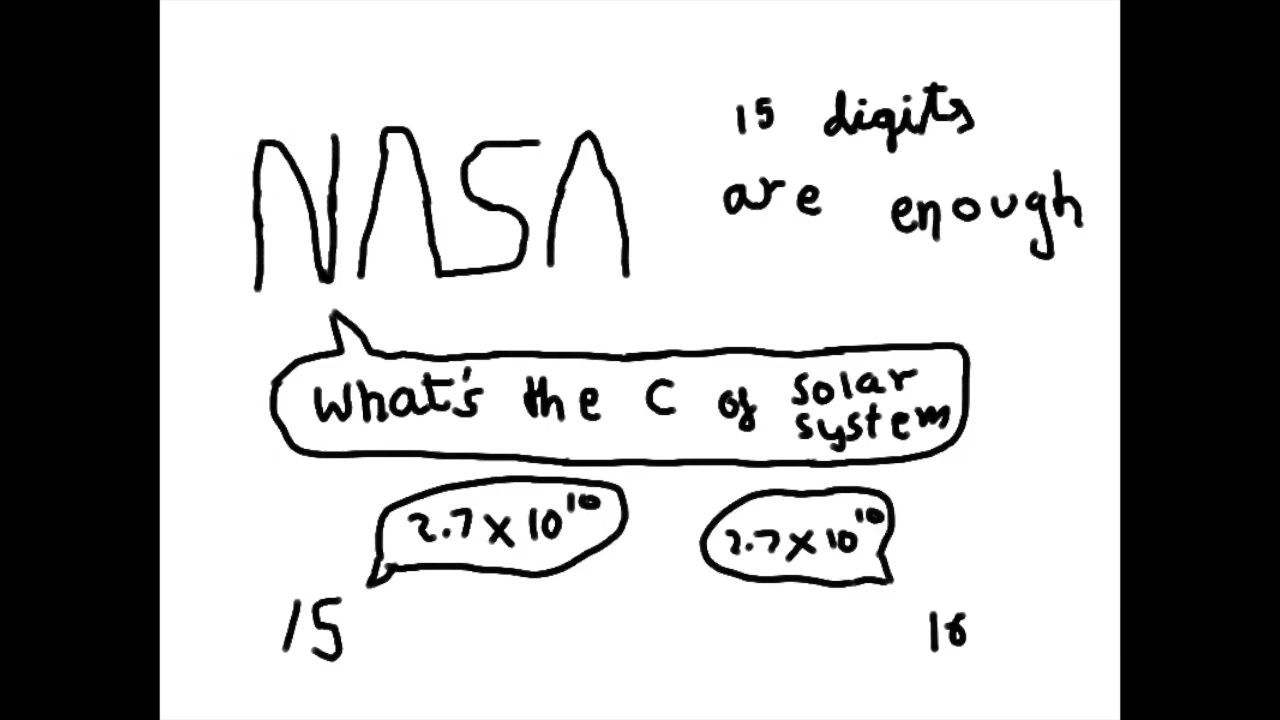 NASA
15 digits
are enough
What's the C of solar
system
2.7 x 10^10
2.7 x 10^10
15
16